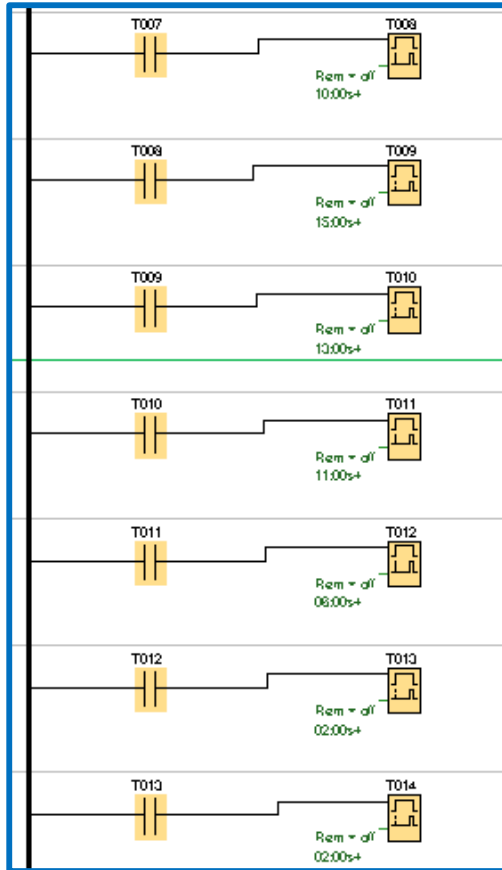 T007 T008
Rem = off
10:00s+
T008 T009
Rem = off
15:00s+
T009 T010
Rem = off
13:00s+
T010 T011
Rem = off
11:00s+
T011 T012
Rem = off
06:00s+
T012 T013
Rem = off
02:00s+
T013 T014
Rem = off
02:00s+